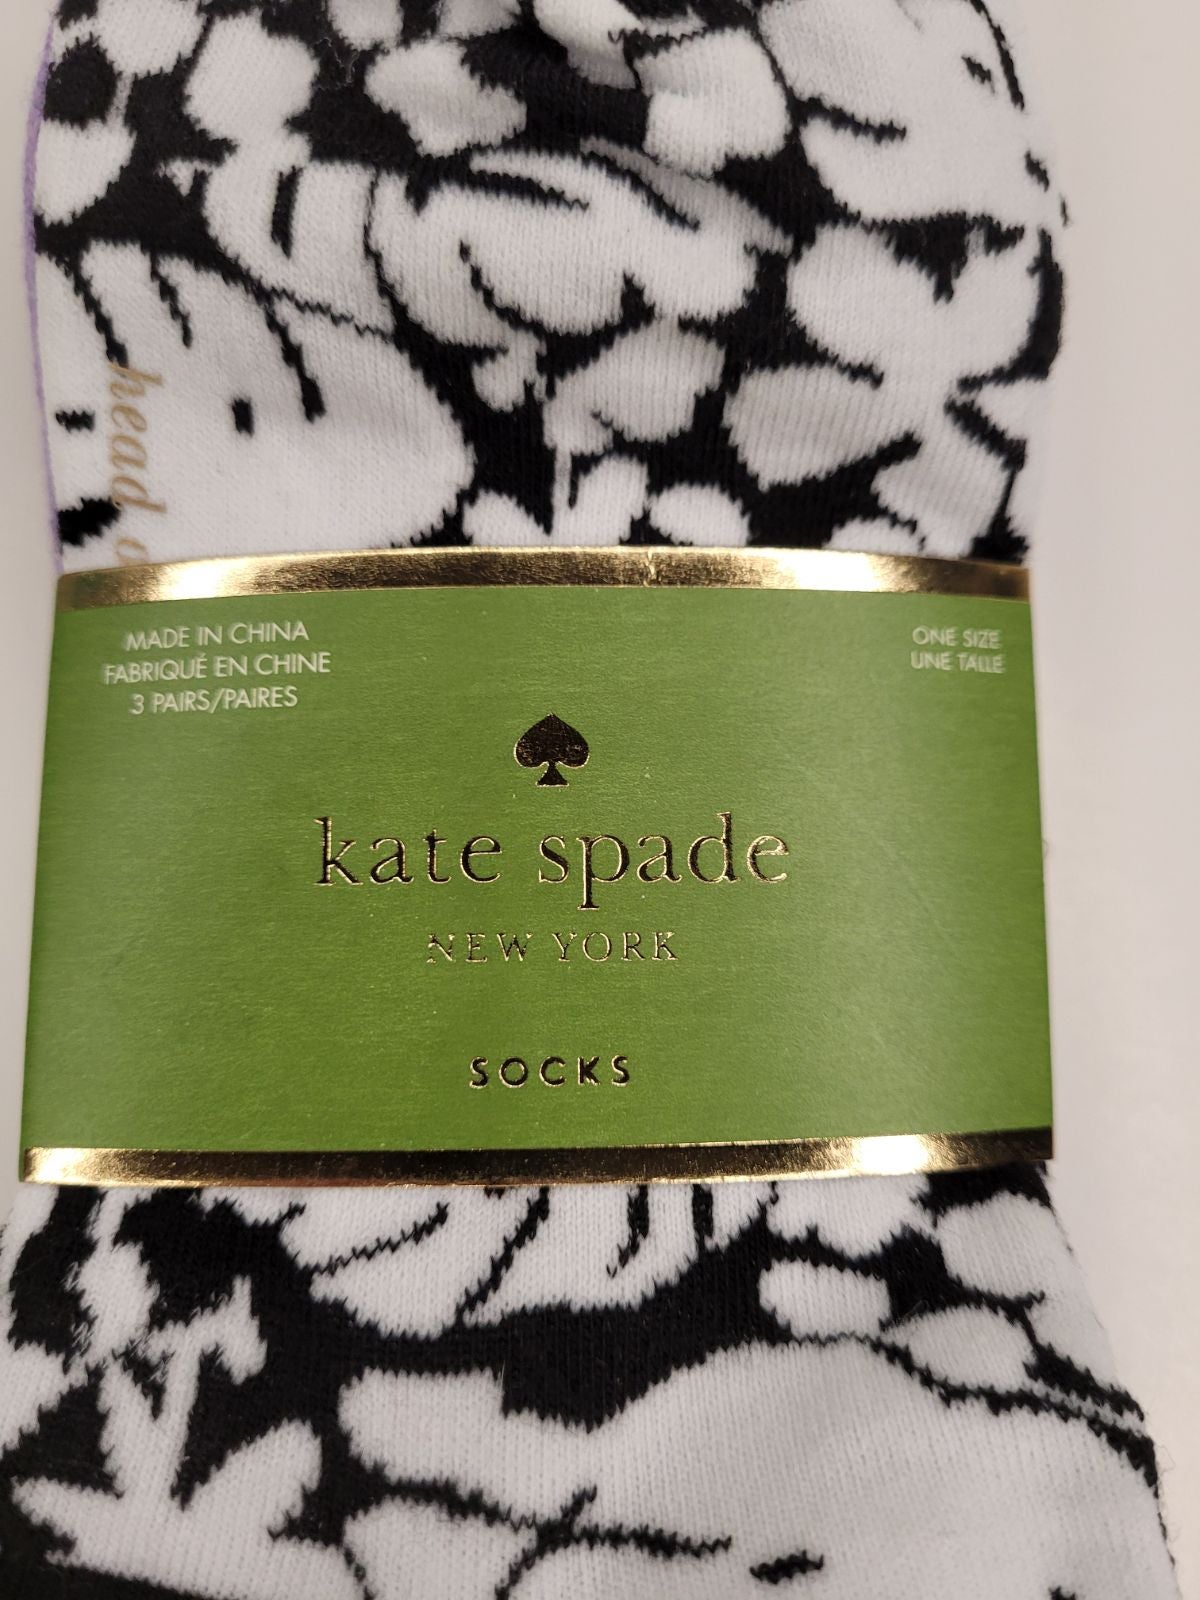 head
MADE IN CHINA
FABRIQUÉ EN CHINE
3 PAIRS/PAIRES
ONE SIZE
UNE TAILLE
kate spade
NEW YORK
SOCKS